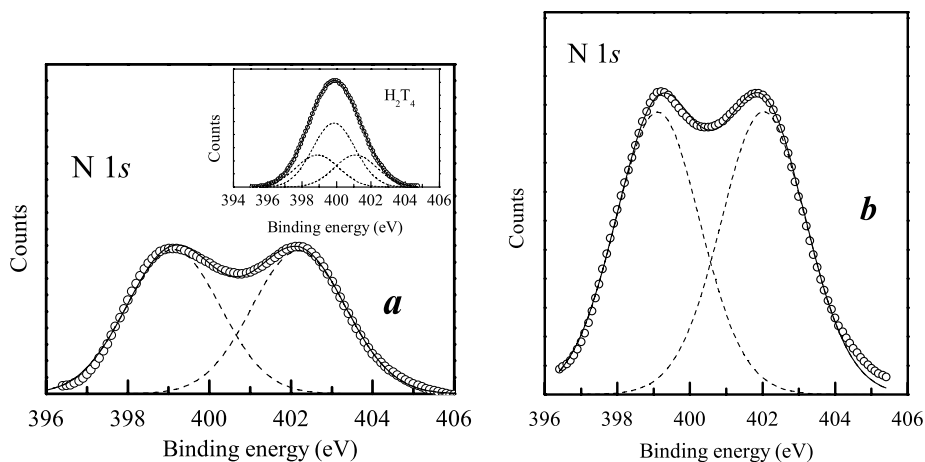 N 1s
Counts
H₂T₄
Counts
394 396 398 400 402 404 406
Binding energy (eV)
a
396 398 400 402 404 406
Binding energy (eV)
N 1s
Counts
b
396 398 400 402 404 406
Binding energy (eV)